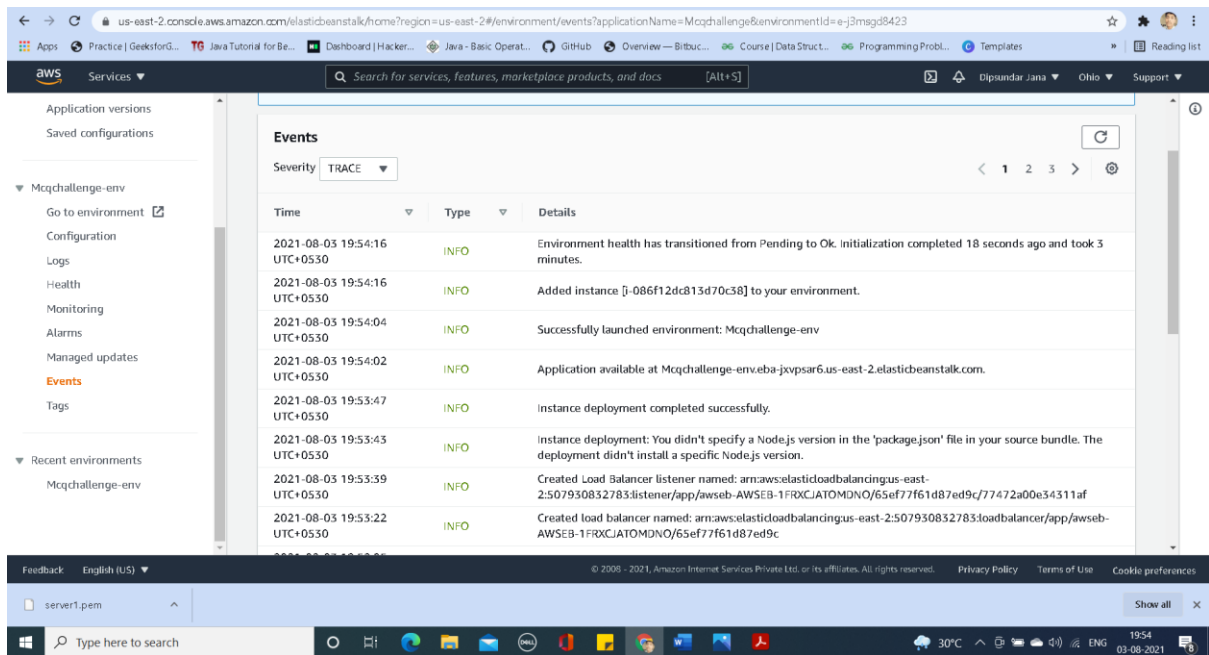 us-east-2.console.aws.amazon.com/elasticbeanstalk/home?region=us-east-2#/environment/events?applicationName=Mcqchallenge&environmentId=e-j3msgd8423
Apps Practice | GeeksforG... Java Tutorial for Be... Dashboard | Hacker... Java - Basic Operat... GitHub Overview — Bitbuc... Course | Data Struct... Programming Probl... Templates » Reading list
aws Services ▼ Search for services, features, marketplace products, and docs [Alt+S] Dipsundar Jana ▼ Ohio ▼ Support ▼
Application versions
Saved configurations
Mcqchallenge-env
Go to environment
Configuration
Logs
Health
Monitoring
Alarms
Managed updates
Events
Tags
Recent environments
Mcqchallenge-env
Events
Severity TRACE ▼ < 1 2 3 >
Time Type Details
2021-08-03 19:54:16 UTC+0530 INFO Environment health has transitioned from Pending to Ok. Initialization completed 18 seconds ago and took 3
minutes.
2021-08-03 19:54:16 UTC+0530 INFO Added instance [i-086f12dc813d70c38] to your environment.
2021-08-03 19:54:04 UTC+0530 INFO Successfully launched environment: Mcqchallenge-env
2021-08-03 19:54:02 UTC+0530 INFO Application available at Mcqchallenge-env.eba-jxvpsar6.us-east-2.elasticbeanstalk.com.
2021-08-03 19:53:47 UTC+0530 INFO Instance deployment completed successfully.
2021-08-03 19:53:43 UTC+0530 INFO Instance deployment: You didn't specify a Node.js version in the 'package.json' file in your source bundle. The
deployment didn't install a specific Node.js version.
2021-08-03 19:53:39 UTC+0530 INFO Created Load Balancer listener named: arn:aws:elasticloadbalancing:us-east-
2:507930832783:listener/app/awseb-AWSEB-1FRXCJATOMDNO/65ef77f61d87ed9c/77472a00e34311af
2021-08-03 19:53:22 UTC+0530 INFO Created load balancer named: arn:aws:elasticloadbalancing:us-east-2:507930832783:loadbalancer/app/awseb-
AWSEB-1FRXCJATOMDNO/65ef77f61d87ed9c
Feedback English (US) ▼ © 2008 - 2021, Amazon Internet Services Private Ltd. or its affiliates. All rights reserved. Privacy Policy Terms of Use Cookie preferences
server1.pem Show all
Type here to search DELL 30°C ENG 19:54
03-08-2021